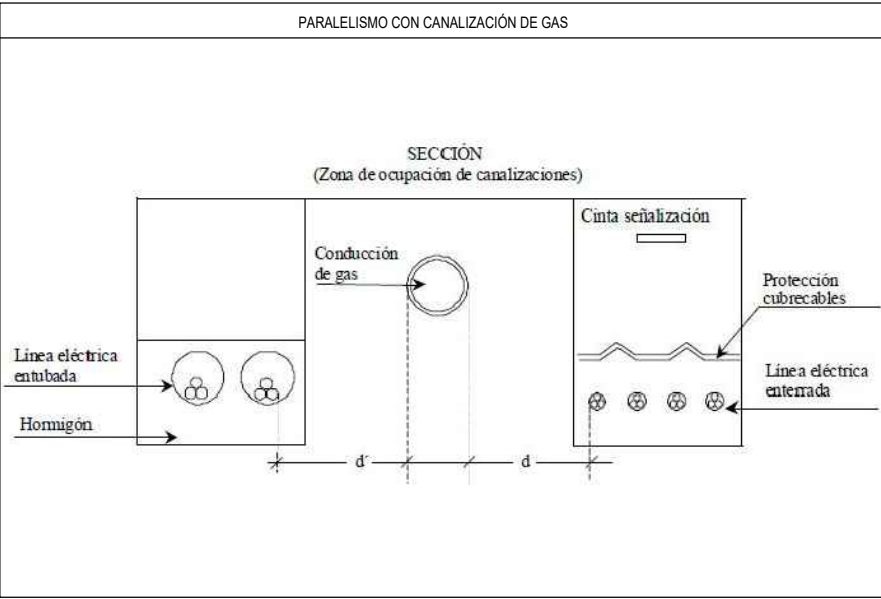 PARALELISMO CON CANALIZACIÓN DE GAS
SECCIÓN
(Zona de ocupación de canalizaciones)
Cinta señalización
Conducción
de gas
Protección
cubrecables
Línea eléctrica
entubada
Línea eléctrica
enterrada
Hormigón
d´
d